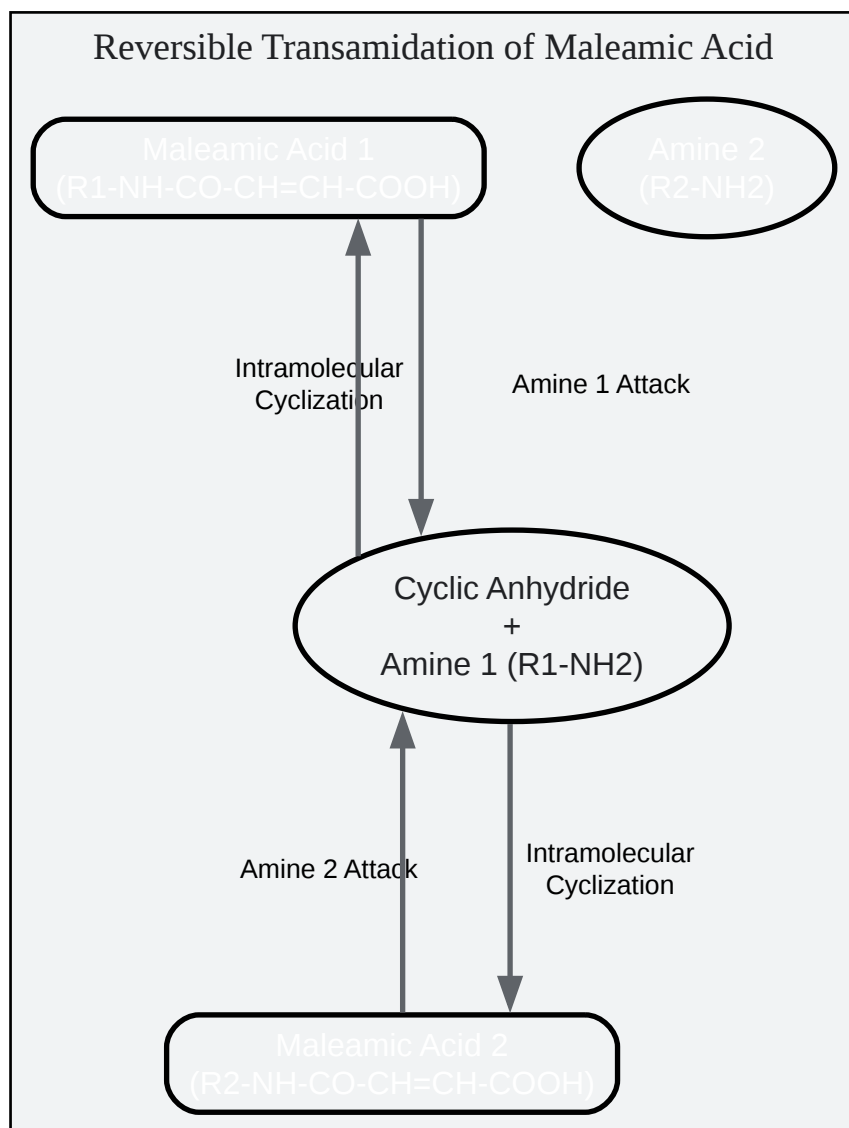 Reversible Transamidation of Maleamic Acid
Maleamic Acid 1
(R1-NH-CO-CH=CH-COOH)
Amine 2
(R2-NH2)
Intramolecular
Cyclization
Amine 1 Attack
Cyclic Anhydride
+
Amine 1 (R1-NH2)
Amine 2 Attack
Intramolecular
Cyclization
Maleamic Acid 2
(R2-NH-CO-CH=CH-COOH)